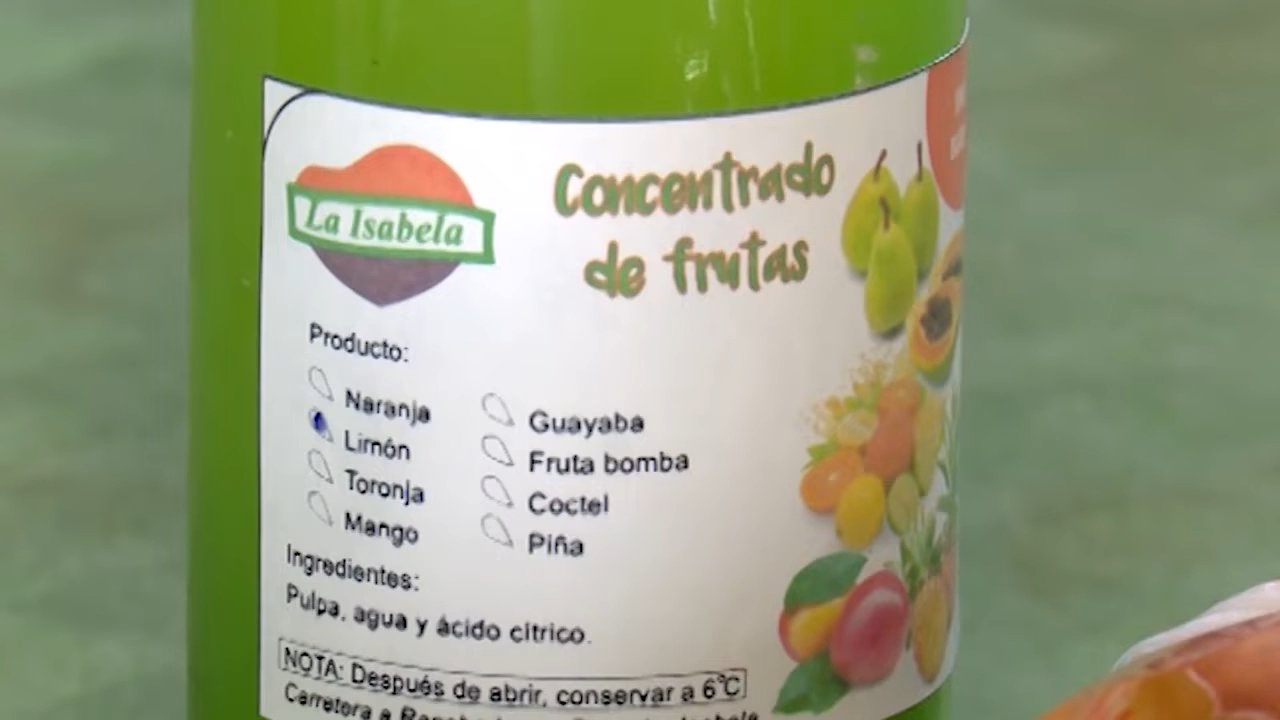 La Isabela
Concentrado
de frutas
Producto:
Naranja
Limón
Toronja
Mango
Guayaba
Fruta bomba
Coctel
Piña
Ingredientes:
Pulpa, agua y ácido cítrico.
NOTA: Después de abrir, conservar a 6°C
Carretera a